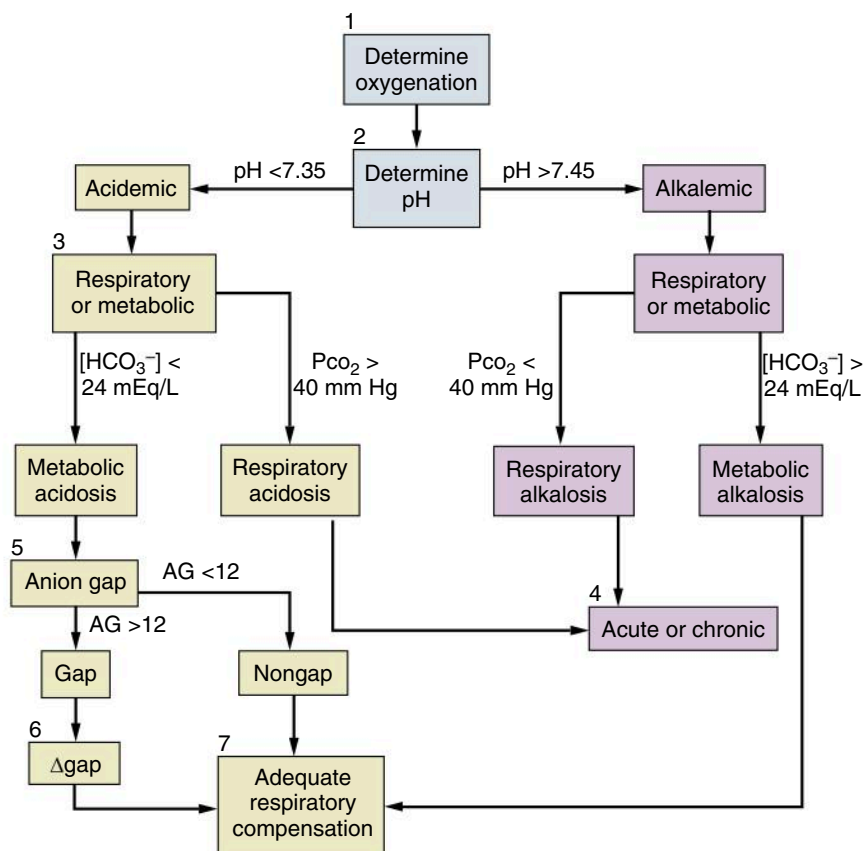 1
Determine
oxygenation
2
Determine
pH
pH <7.35
pH >7.45
Acidemic
Alkalemic
3
Respiratory
or metabolic
Respiratory
or metabolic
[HCO₃⁻] <
24 mEq/L
Pco₂ >
40 mm Hg
Pco₂ <
40 mm Hg
[HCO₃⁻] >
24 mEq/L
Metabolic
acidosis
Respiratory
acidosis
Respiratory
alkalosis
Metabolic
alkalosis
5
Anion gap
AG <12
AG >12
4
Acute or chronic
Gap
Nongap
6
Δgap
7
Adequate
respiratory
compensation